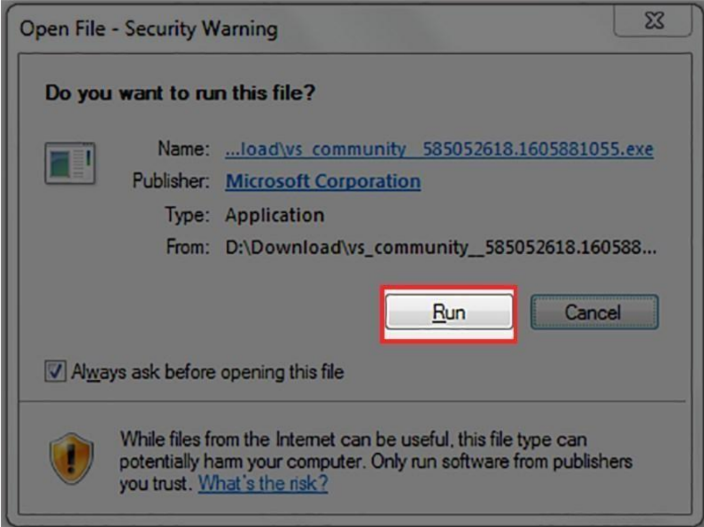 Open File - Security Warning
Do you want to run this file?
Name: ...load\vs_community__585052618.1605881055.exe
Publisher: Microsoft Corporation
Type: Application
From: D:\Download\vs_community__585052618.160588...
Run Cancel
Always ask before opening this file
While files from the Internet can be useful, this file type can
potentially harm your computer. Only run software from publishers
you trust. What's the risk?